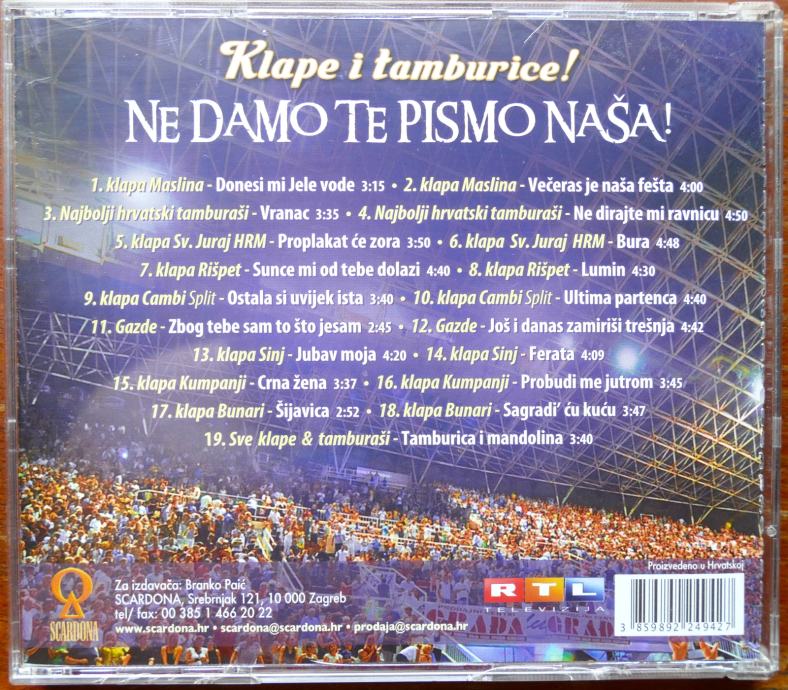 Klape i tamburice!
NE DAMO TE PISMO NAŠA!
1. klapa Maslina - Donesi mi Jele vode 3:15 • 2. klapa Maslina - Večeras je naša fešta 4:00
3. Najbolji hrvatski tamburaši - Vranac 3:35 • 4. Najbolji hrvatski tamburaši - Ne dirajte mi ravnicu 4:50
5. klapa Sv. Juraj HRM - Proplakat će zora 3:50 • 6. klapa Sv. Juraj HRM - Bura 4:48
7. klapa Rišpet - Sunce mi od tebe dolazi 4:40 • 8. klapa Rišpet - Lumin 4:30
9. klapa Cambi Split - Ostala si uvijek ista 3:40 • 10. klapa Cambi Split - Ultima partenca 4:40
11. Gazde - Zbog tebe sam to što jesam 2:45 • 12. Gazde - Još i danas zamiriši trešnja 4:42
13. klapa Sinj - Jubav moja 4:20 • 14. klapa Sinj - Ferata 4:09
15. klapa Kumpanji - Crna žena 3:37 • 16. klapa Kumpanji - Probudi me jutrom 3:45
17. klapa Bunari - Šijavica 2:52 • 18. klapa Bunari - Sagradi' ću kuću 3:47
19. Sve klape & tamburaši - Tamburica i mandolina 3:40
Proizvedeno u Hrvatskoj
SCARDONA
Za izdavača: Branko Paić
SCARDONA, Srebrnjak 121, 10 000 Zagreb
tel/ fax: 00 385 1 466 20 22
www.scardona.hr • scardona@scardona.hr • prodaja@scardona.hr
RTL
TELEVIZIJA
3 859892 249427